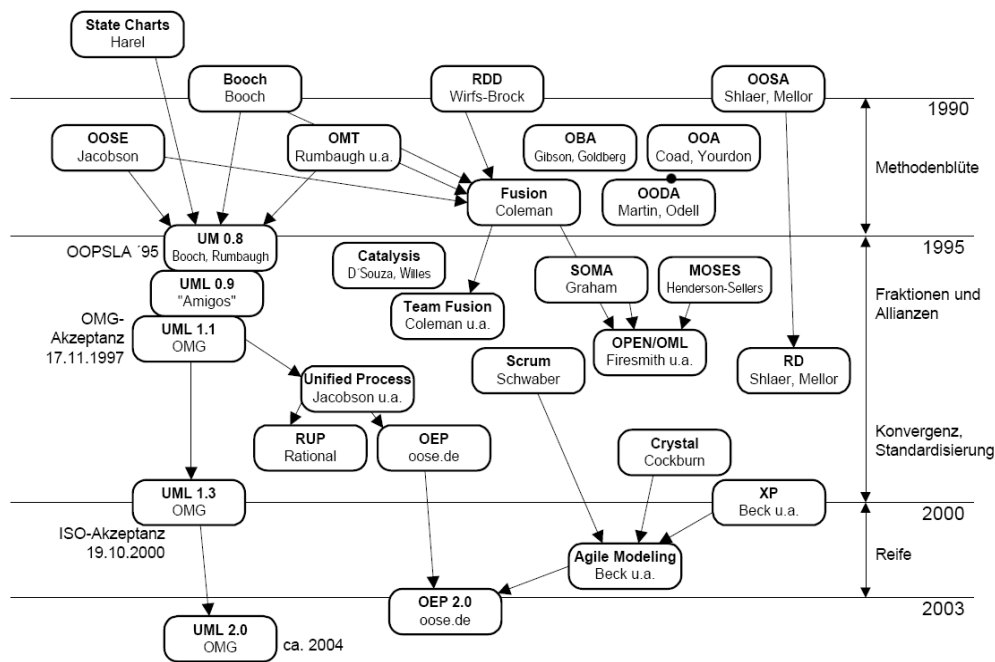 State Charts
Harel
Booch
Booch
RDD
Wirfs-Brock
OOSA
Shlaer, Mellor
1990
OOSE
Jacobson
OMT
Rumbaugh u.a.
OBA
Gibson, Goldberg
OOA
Coad, Yourdon
Methodenblüte
Fusion
Coleman
OODA
Martin, Odell
UM 0.8
Booch, Rumbaugh
OOPSLA ´95
1995
Catalysis
D´Souza, Willes
SOMA
Graham
MOSES
Henderson-Sellers
UML 0.9
"Amigos"
Team Fusion
Coleman u.a.
Fraktionen und
Allianzen
OMG-
Akzeptanz
17.11.1997
UML 1.1
OMG
OPEN/OML
Firesmith u.a.
Scrum
Schwaber
RD
Shlaer, Mellor
Unified Process
Jacobson u.a.
RUP
Rational
OEP
oose.de
Crystal
Cockburn
Konvergenz,
Standardisierung
UML 1.3
OMG
XP
Beck u.a.
2000
ISO-Akzeptanz
19.10.2000
Agile Modeling
Beck u.a.
Reife
OEP 2.0
oose.de
2003
UML 2.0
OMG
ca. 2004